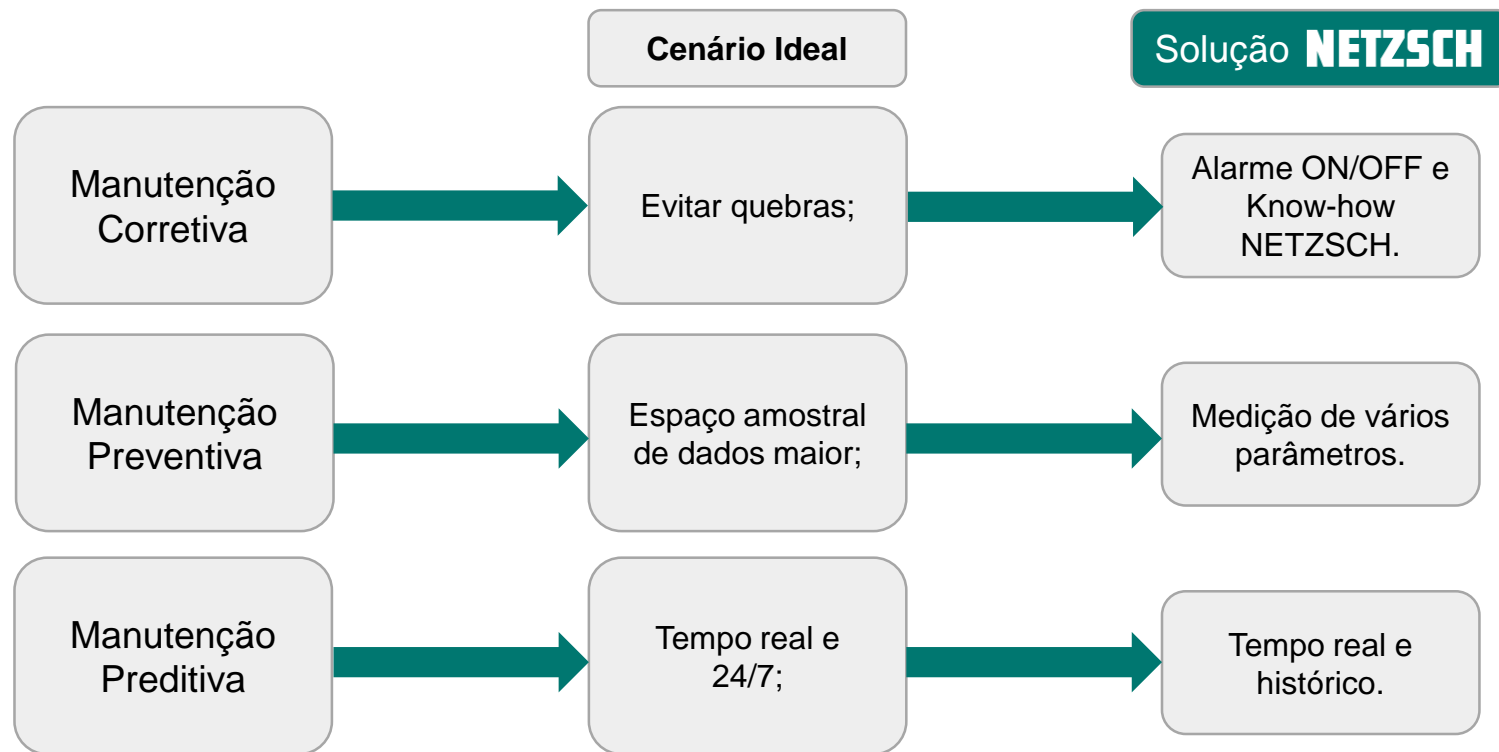 Cenário Ideal
Solução NETZSCH
Manutenção
Corretiva
Evitar quebras;
Alarme ON/OFF e
Know-how
NETZSCH.
Manutenção
Preventiva
Espaço amostral
de dados maior;
Medição de vários
parâmetros.
Manutenção
Preditiva
Tempo real e
24/7;
Tempo real e
histórico.